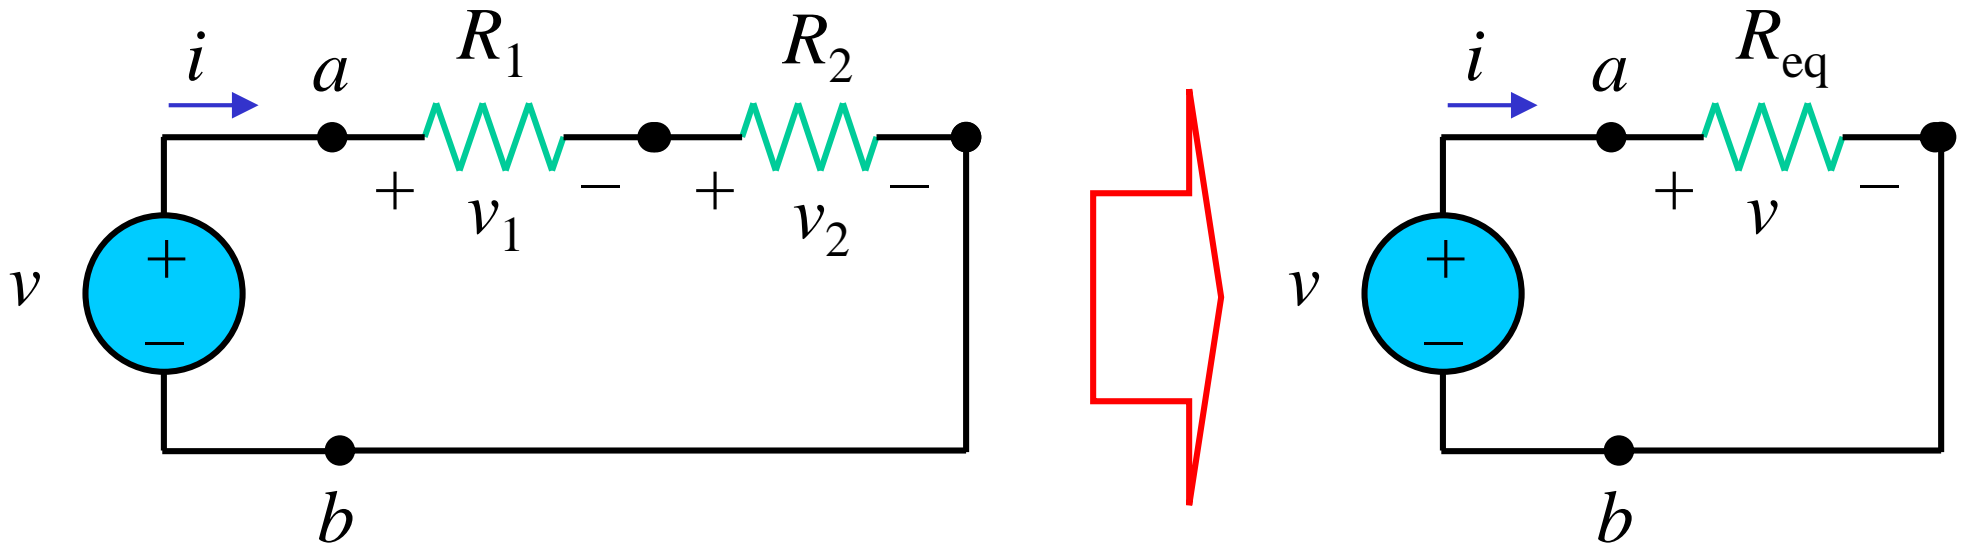 i a R₁ R₂
+ v₁ − + v₂ −
v + −
b
i a Req
+ v −
v + −
b